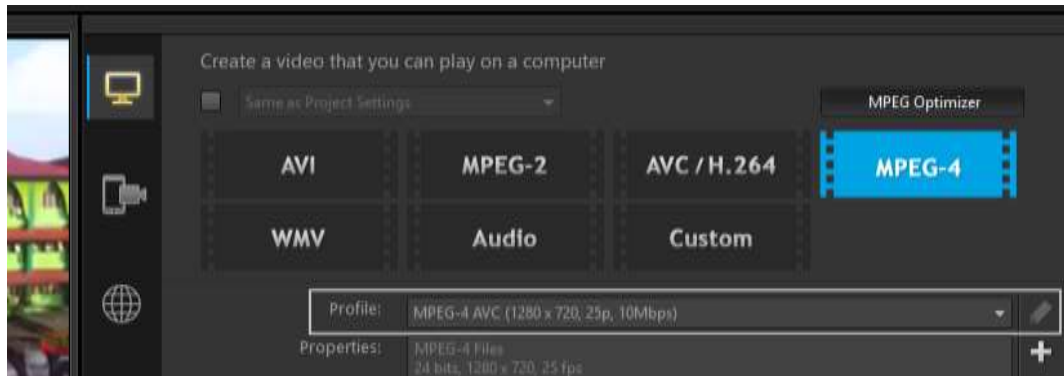 Create a video that you can play on a computer
Same as Project Settings
MPEG Optimizer
AVI MPEG-2 AVC / H.264 MPEG-4
WMV Audio Custom
Profile: MPEG-4 AVC (1280 x 720, 25p, 10Mbps)
Properties: MPEG-4 Files
24 bits, 1280 x 720, 25 fps